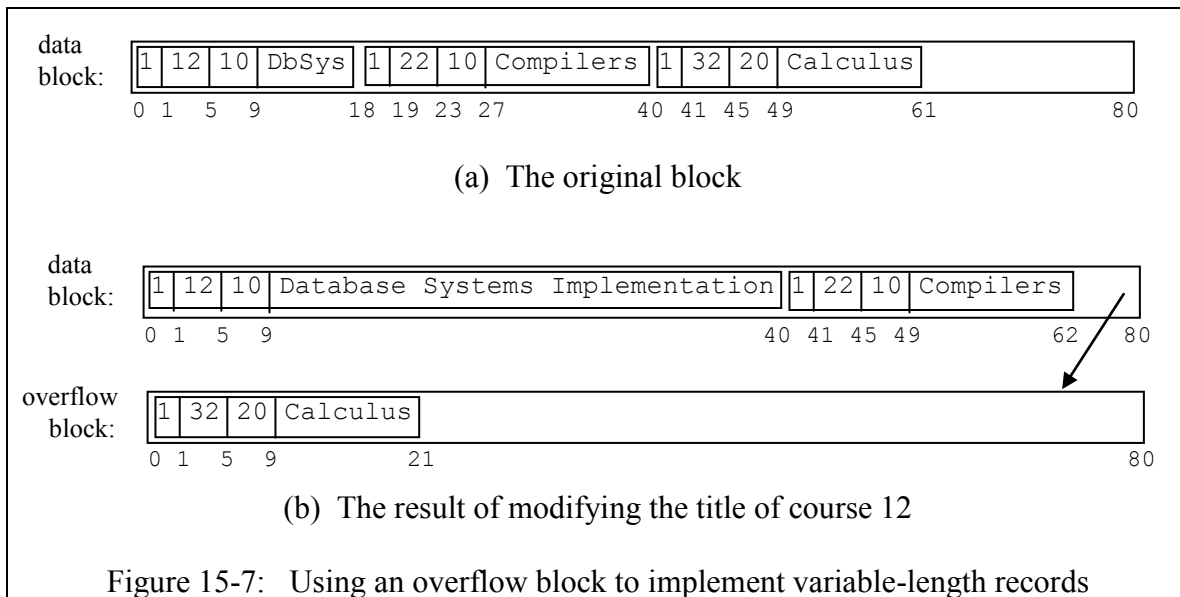 data
block:
1 12 10 DbSys 1 22 10 Compilers 1 32 20 Calculus
0 1 5 9 18 19 23 27 40 41 45 49 61 80
(a) The original block
data
block:
1 12 10 Database Systems Implementation 1 22 10 Compilers
0 1 5 9 40 41 45 49 62 80
overflow
block:
1 32 20 Calculus
0 1 5 9 21 80
(b) The result of modifying the title of course 12
Figure 15-7: Using an overflow block to implement variable-length records